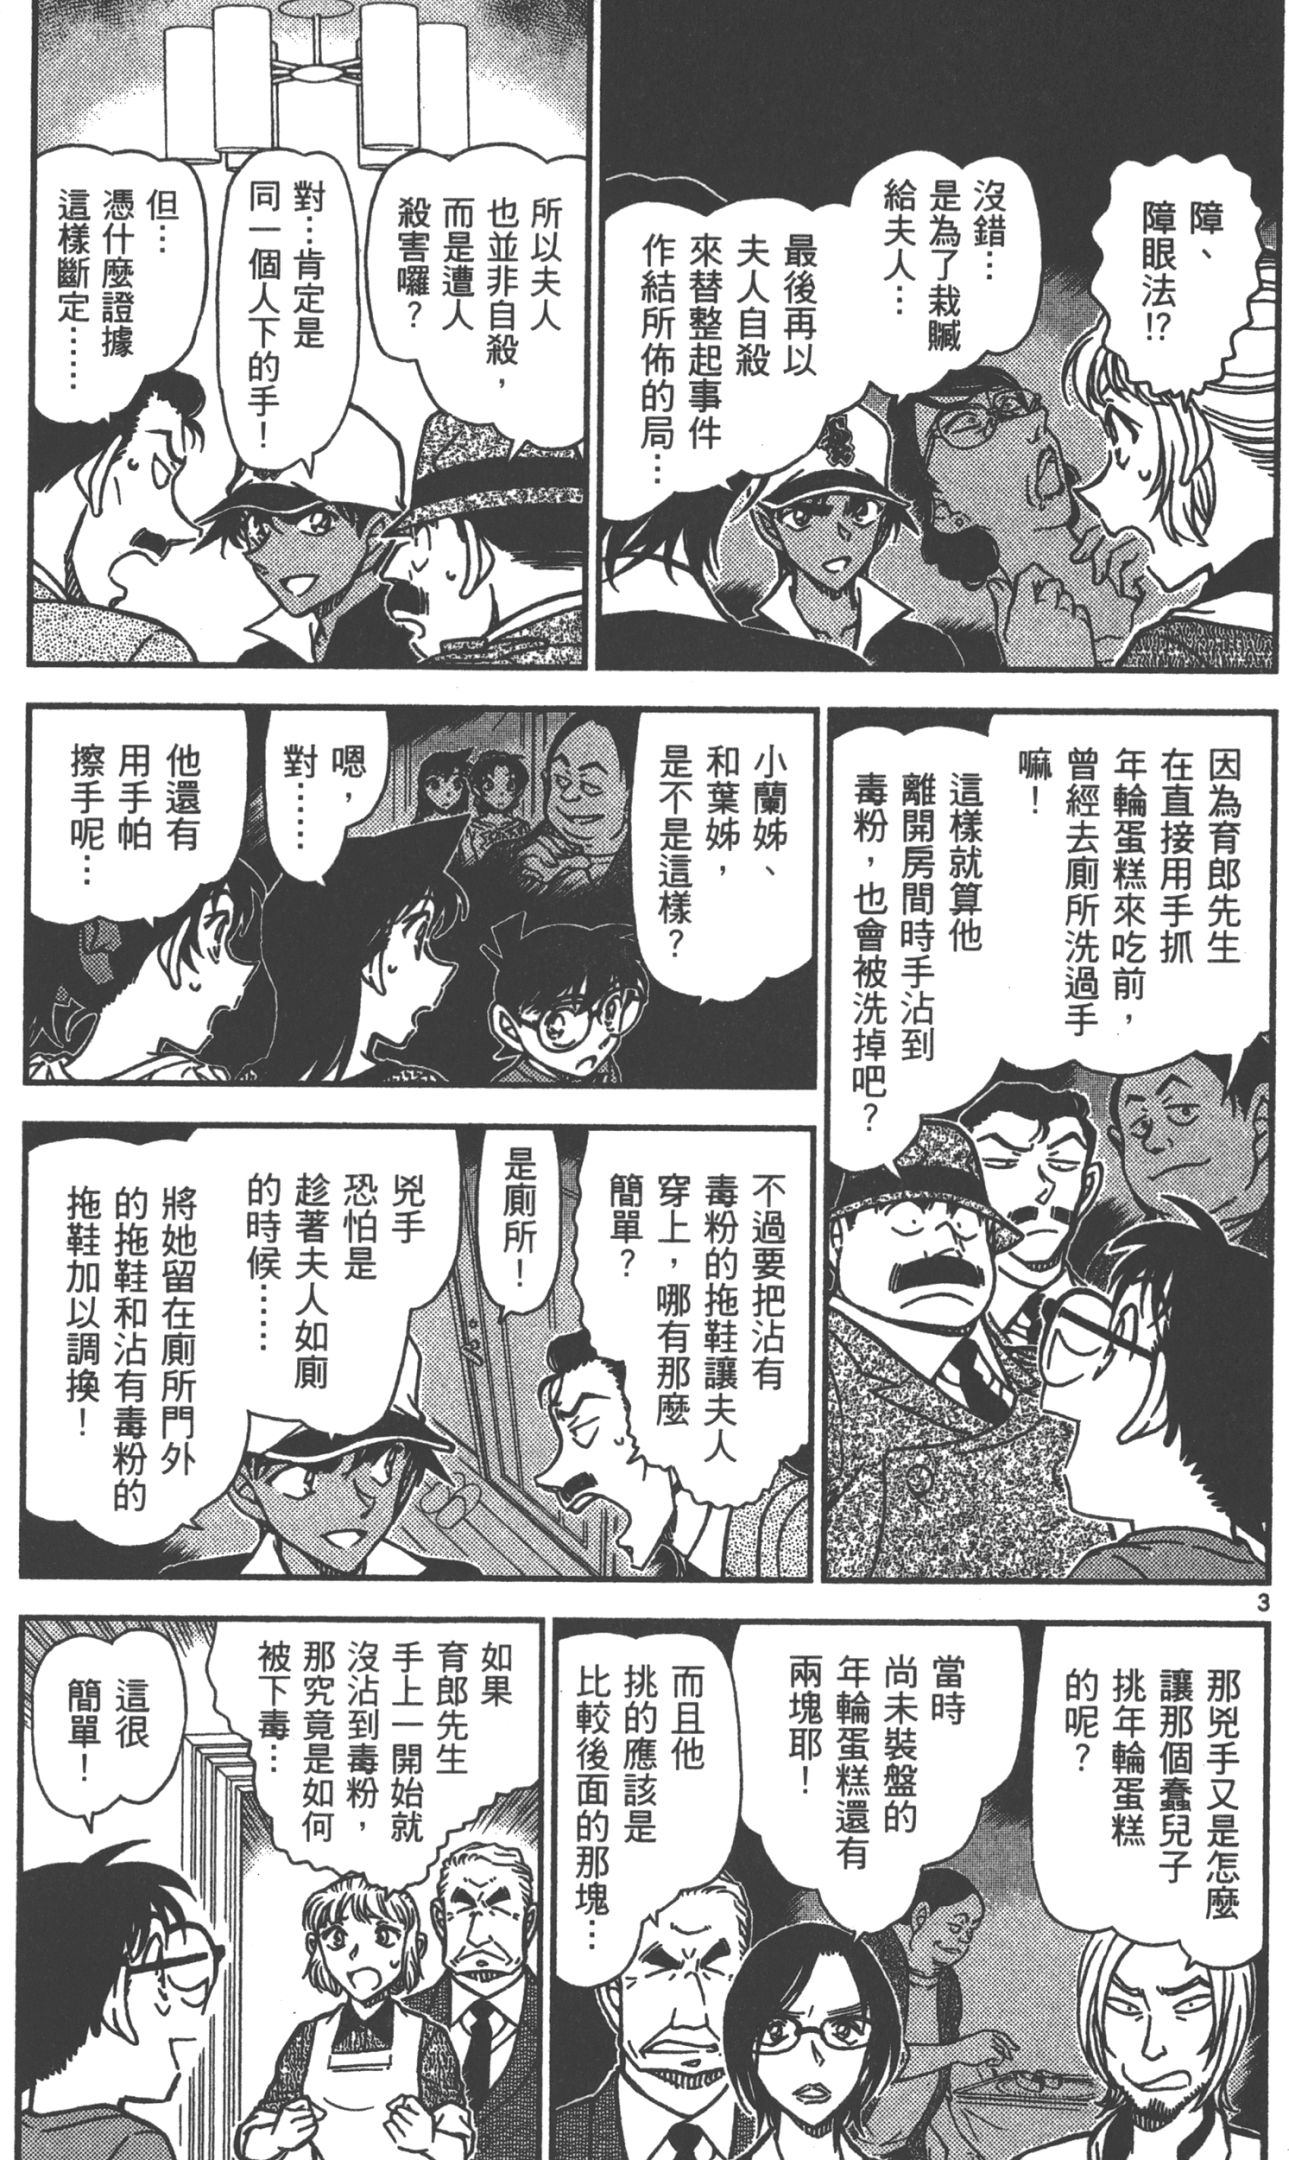 障、
障眼法!?
沒錯…
是為了栽贓
給夫人…
最後再以
夫人自殺
來替整起事件
作結所佈的局…
所以夫人
也並非自殺，
而是遭人
殺害囉？
對…肯定是
同一個人下的手！
但…
憑什麼證據
這樣斷定……
因為育郎先生
在直接用手抓
年輪蛋糕來吃前，
曾經去廁所洗過手
嘛！
這樣就算他
離開房間時手沾到
毒粉，也會被洗掉吧？
小蘭姊、
和葉姊，
是不是這樣？
嗯，
對……
他還有
用手帕
擦手呢…
不過要把沾有
毒粉的拖鞋讓夫人
穿上，哪有那麼
簡單？
是廁所！
兇手
恐怕是
趁著夫人如廁
的時候……
將她留在廁所門外
的拖鞋和沾有毒粉的
拖鞋加以調換！
3
那兇手又是怎麼
讓那個蠢兒子
挑年輪蛋糕
的呢？
當時
尚未裝盤的
年輪蛋糕還有
兩塊耶！
而且他
挑的應該是
比較後面的那塊…
如果
育郎先生
手上一開始就
沒沾到毒粉，
那究竟是如何
被下毒…
這很
簡單！